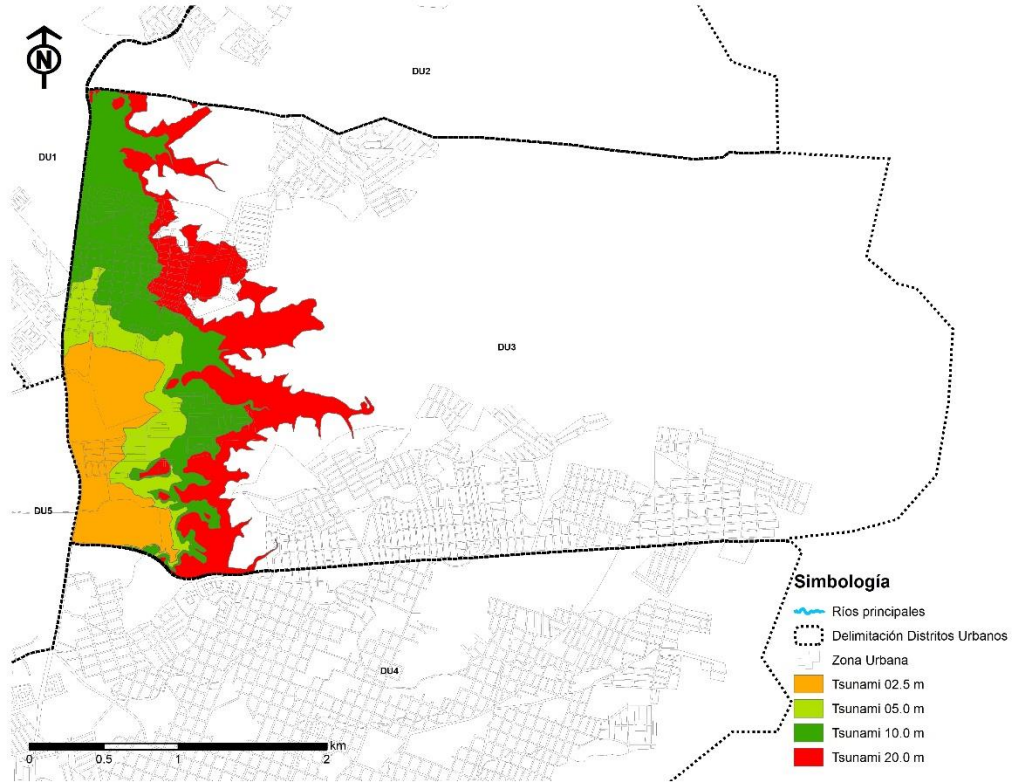 N
DU2
DU1
DU3
DU5
DU4
Simbología
Ríos principales
Delimitación Distritos Urbanos
Zona Urbana
Tsunami 02.5 m
Tsunami 05.0 m
Tsunami 10.0 m
Tsunami 20.0 m
km
0 0.5 1 2